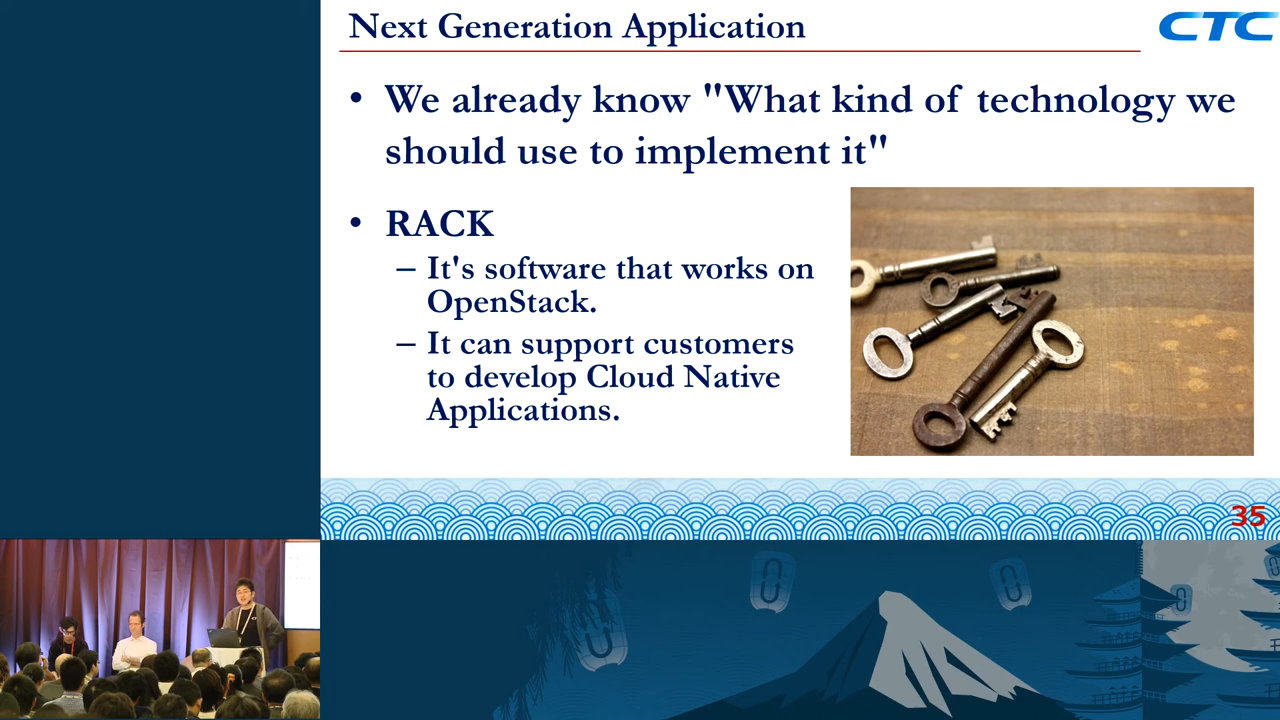 Next Generation Application
CTC
• We already know "What kind of technology we
should use to implement it"
• RACK
– It's software that works on
OpenStack.
– It can support customers
to develop Cloud Native
Applications.
35